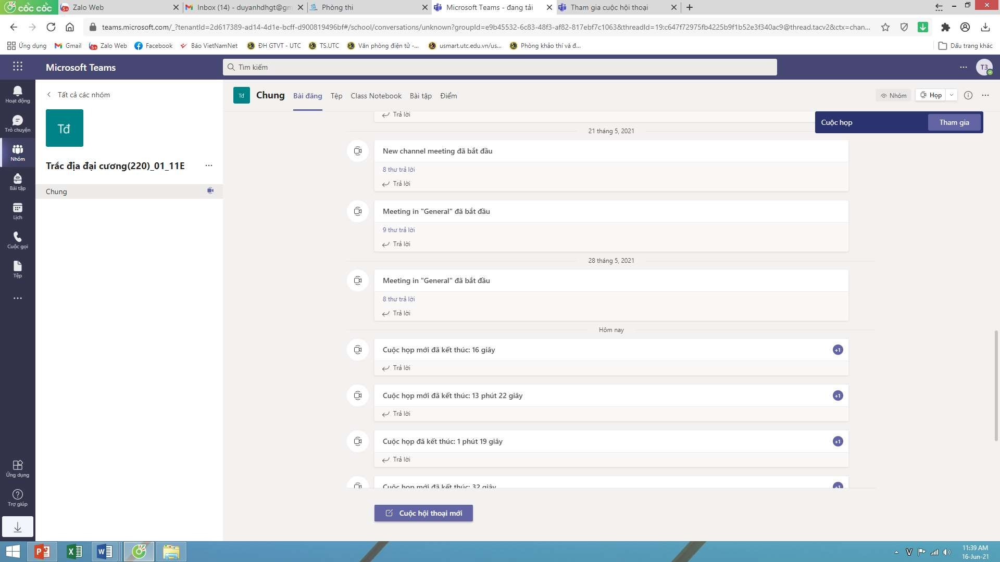 cốc cốc
Zalo Web
Inbox (14) - duyanhdhgt@gm
Phòng thi
Microsoft Teams - đang tải
Tham gia cuộc hội thoại
teams.microsoft.com/_?tenantId=2d617389-ad14-4d1e-bcff-d900819496bf#/school/conversations/unknown?groupId=e9b45532-6c83-48f3-af82-817ebf7c1063&threadId=19:c647f72975fb4225b9f1b52e3f340ac9@thread.tacv2&ctx=chan...
Ứng dụng
Gmail
Zalo Web
Facebook
Báo VietNamNet
ĐH GTVT - UTC
TS.UTC
Văn phòng điện tử -...
usmart.utc.edu.vn/us...
Phòng khảo thí và đ...
Dấu trang khác
Microsoft Teams
Tìm kiếm
T3
Hoạt động
Trò chuyện
Nhóm
Bài tập
Lịch
Cuộc gọi
Tệp
Ứng dụng
Trợ giúp
Tất cả các nhóm
Tđ
Trắc địa đại cương(220)_01_11E
Chung
Tđ
Chung
Bài đăng
Tệp
Class Notebook
Bài tập
Điểm
Nhóm
Họp
Cuộc họp
Tham gia
Trả lời
21 tháng 5, 2021
New channel meeting đã bắt đầu
8 thư trả lời
Trả lời
Meeting in "General" đã bắt đầu
9 thư trả lời
Trả lời
28 tháng 5, 2021
Meeting in "General" đã bắt đầu
8 thư trả lời
Trả lời
Hôm nay
Cuộc họp mới đã kết thúc: 16 giây
+1
Trả lời
Cuộc họp mới đã kết thúc: 13 phút 22 giây
+1
Trả lời
Cuộc họp đã kết thúc: 1 phút 19 giây
+1
Trả lời
Cuộc họp mới đã kết thúc: 32 giây
+1
Cuộc hội thoại mới
11:39 AM
16-Jun-21